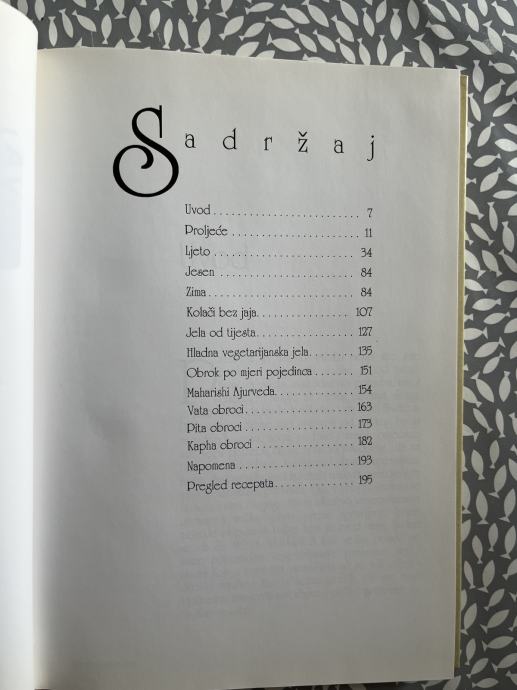 Sadržaj
Uvod . . . . . . . . . . . . . . . . . . . . . . . . 7
Proljeće . . . . . . . . . . . . . . . . . . . . . 11
Ljeto . . . . . . . . . . . . . . . . . . . . . . . . 34
Jesen . . . . . . . . . . . . . . . . . . . . . . . 84
Zima . . . . . . . . . . . . . . . . . . . . . . . . 84
Kolači bez jaja. . . . . . . . . . . . . . . . 107
Jela od tijesta. . . . . . . . . . . . . . . . 127
Hladna vegetarijanska jela. . . . . . . . 135
Obrok po mjeri pojedinca . . . . . . . 151
Maharishi Ajurveda. . . . . . . . . . . . . 154
Vata obroci. . . . . . . . . . . . . . . . . . 163
Pita obroci . . . . . . . . . . . . . . . . . . 173
Kapha obroci . . . . . . . . . . . . . . . . 182
Napomena . . . . . . . . . . . . . . . . . . . 193
Pregled recepata. . . . . . . . . . . . . . 195